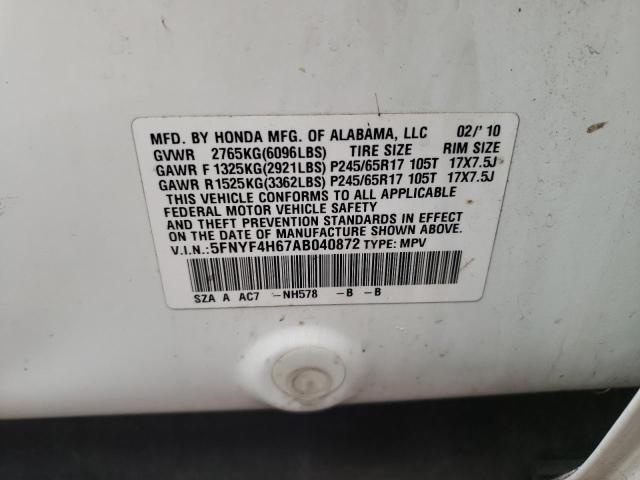 MFD. BY HONDA MFG. OF ALABAMA, LLC 02/'10
GVWR 2765KG(6096LBS) TIRE SIZE RIM SIZE
GAWR F 1325KG(2921LBS) P245/65R17 105T 17X7.5J
GAWR R 1525KG(3362LBS) P245/65R17 105T 17X7.5J
THIS VEHICLE CONFORMS TO ALL APPLICABLE
FEDERAL MOTOR VEHICLE SAFETY
AND THEFT PREVENTION STANDARDS IN EFFECT
ON THE DATE OF MANUFACTURE SHOWN ABOVE.
V.I.N.:5FNYF4H67AB040872 TYPE: MPV
SZA A AC7 -NH578 -B -B